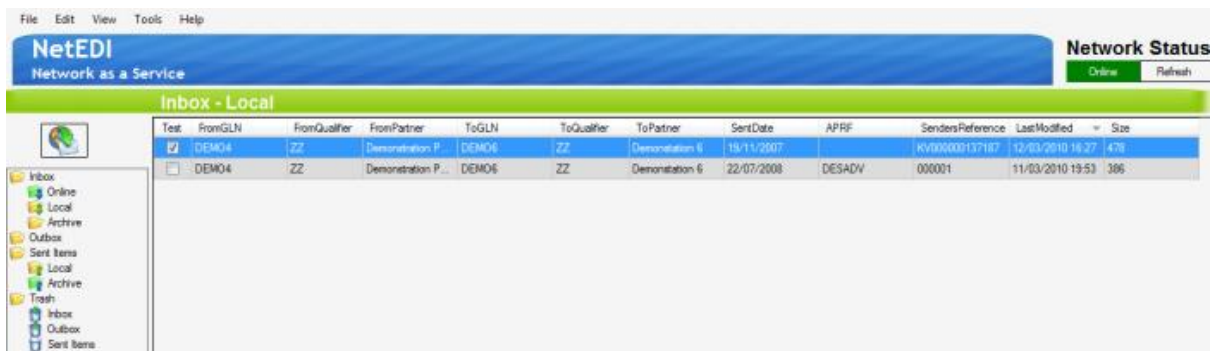 File Edit View Tools Help
NetEDI
Network as a Service
Network Status
Online Refresh
Inbox - Local
Test FromGLN FromQualifier FromPartner ToGLN ToQualifier ToPartner SentDate APRF SendersReference LastModified Size
DEMO4 ZZ Demonstration P... DEMO6 ZZ Demonstation 6 19/11/2007 KV000000137187 12/03/2010 16:27 478
DEMO4 ZZ Demonstration P... DEMO6 ZZ Demonstation 6 22/07/2008 DESADV 000001 11/03/2010 19:53 386
Inbox
Online
Local
Archive
Outbox
Sent Items
Local
Archive
Trash
Inbox
Outbox
Sent Items